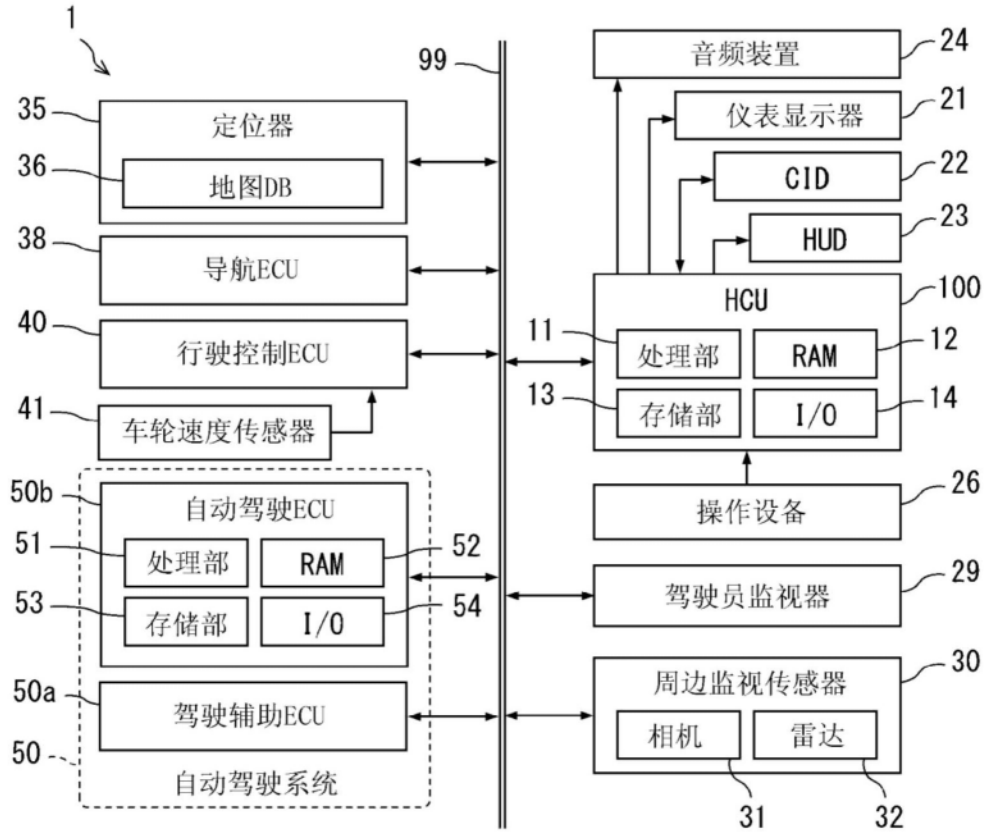 1
99
35
定位器
36
地图DB
38
导航ECU
40
行驶控制ECU
41
车轮速度传感器
50b
自动驾驶ECU
51
处理部
RAM
52
53
存储部
I/O
54
50a
驾驶辅助ECU
50
自动驾驶系统
音频装置
24
仪表显示器
21
CID
22
HUD
23
HCU
100
11
处理部
RAM
12
13
存储部
I/O
14
操作设备
26
驾驶员监视器
29
周边监视传感器
30
相机
雷达
31
32